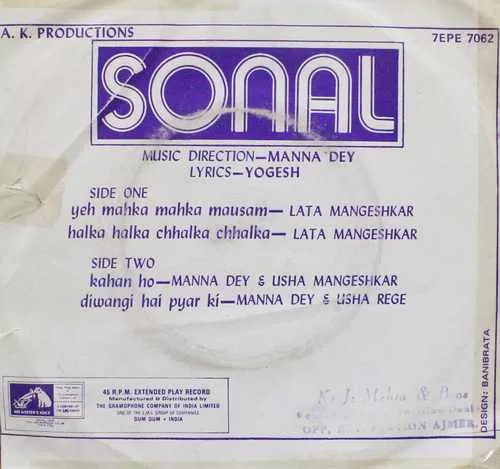 A. K. PRODUCTIONS
7EPE 7062
SONAL
MUSIC DIRECTION—MANNA DEY
LYRICS—YOGESH
SIDE ONE
yeh mahka mahka mausam— LATA MANGESHKAR
halka halka chhalka chhalka— LATA MANGESHKAR
SIDE TWO
kahan ho—MANNA DEY & USHA MANGESHKAR
diwangi hai pyar ki—MANNA DEY & USHA REGE
HIS MASTER'S VOICE
45 R.P.M. EXTENDED PLAY RECORD
Manufactured & Distributed by
THE GRAMOPHONE COMPANY OF INDIA LIMITED
ONE OF THE E.M.I. GROUP OF COMPANIES
DUM DUM • INDIA
K. J. Mehra & Bros
OPP. AJMER.
DESIGN: BANIBRATA